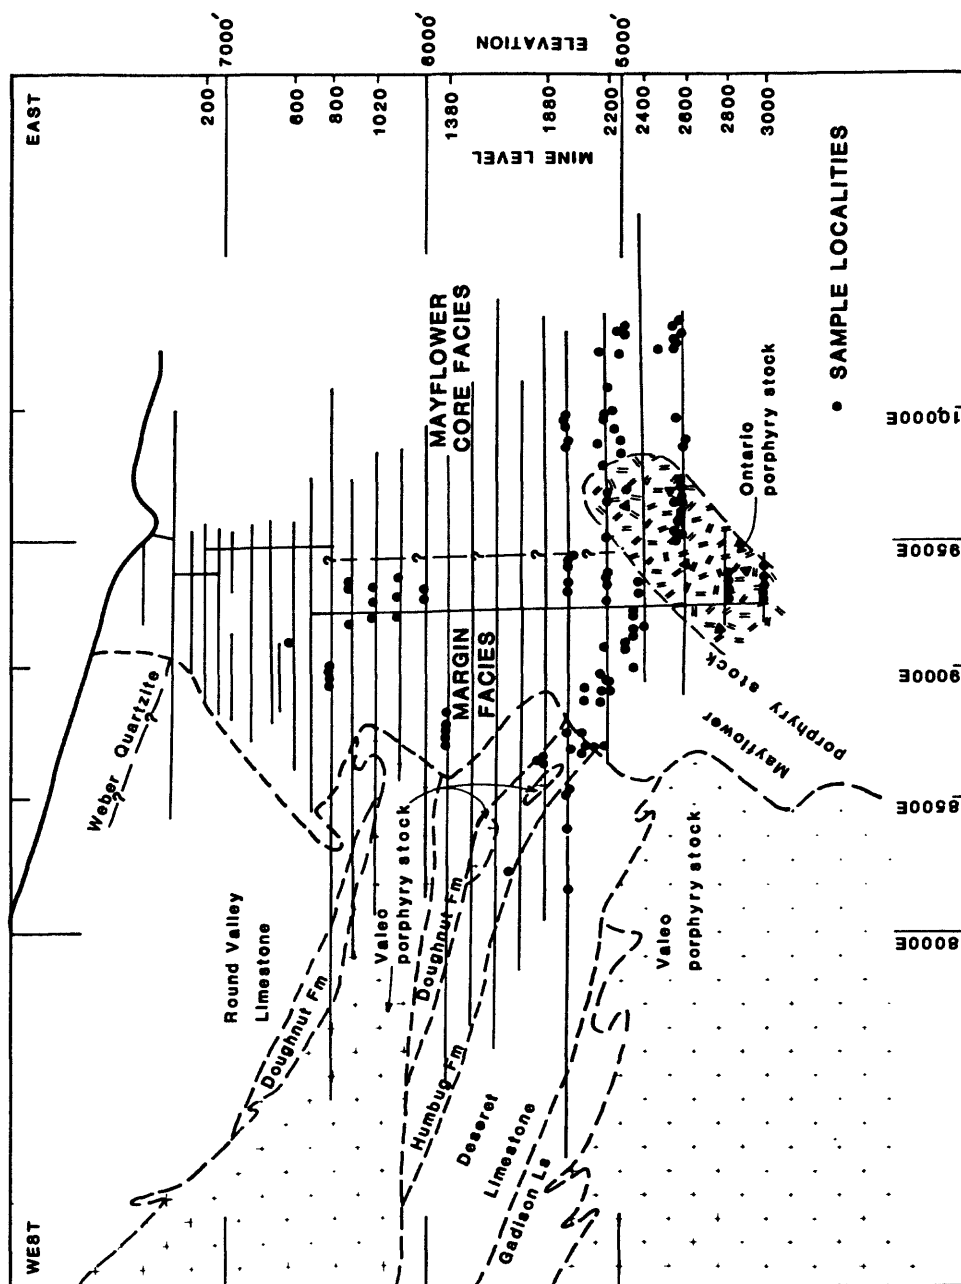 WEST
EAST
7000'
6000'
5000'
ELEVATION
200
600
800
1020
1380
1880
2200
2400
2600
2800
3000
MINE LEVEL
Weber Quartzite
?
?
Round Valley
Limestone
Doughnut Fm
Valeo
porphyry stock
Doughnut Fm
Humbug Fm
Deseret
Limestone
Gadison Ls
Valeo
porphyry stock
MARGIN
FACIES
MAYFLOWER
CORE FACIES
?
?
?
?
?
Mayflower
porphyry stock
Ontario
porphyry stock
SAMPLE LOCALITIES
8000E
8500E
9000E
9500E
10000E